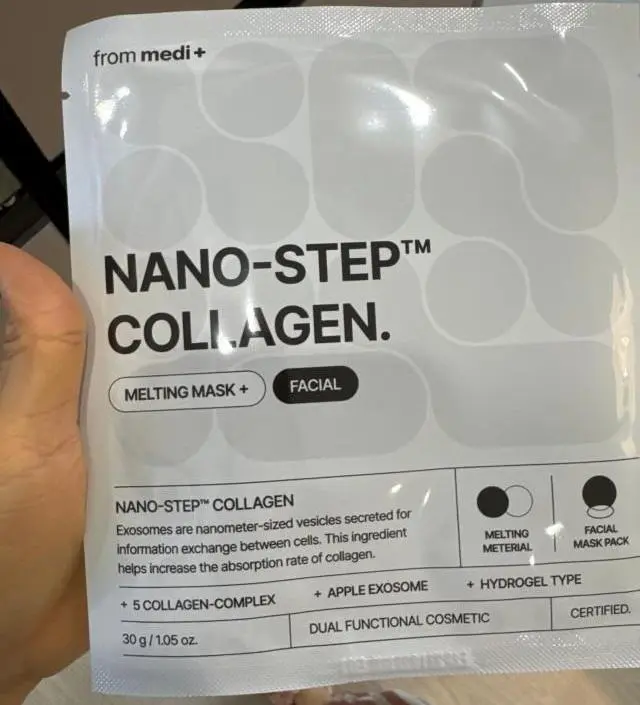 from medi+
NANO-STEP™
COLLAGEN.
MELTING MASK +
FACIAL
NANO-STEP™ COLLAGEN
Exosomes are nanometer-sized vesicles secreted for
information exchange between cells. This ingredient
helps increase the absorption rate of collagen.
MELTING
METERIAL
FACIAL
MASK PACK
+ 5 COLLAGEN-COMPLEX
+ APPLE EXOSOME
+ HYDROGEL TYPE
30 g / 1.05 oz.
DUAL FUNCTIONAL COSMETIC
CERTIFIED.